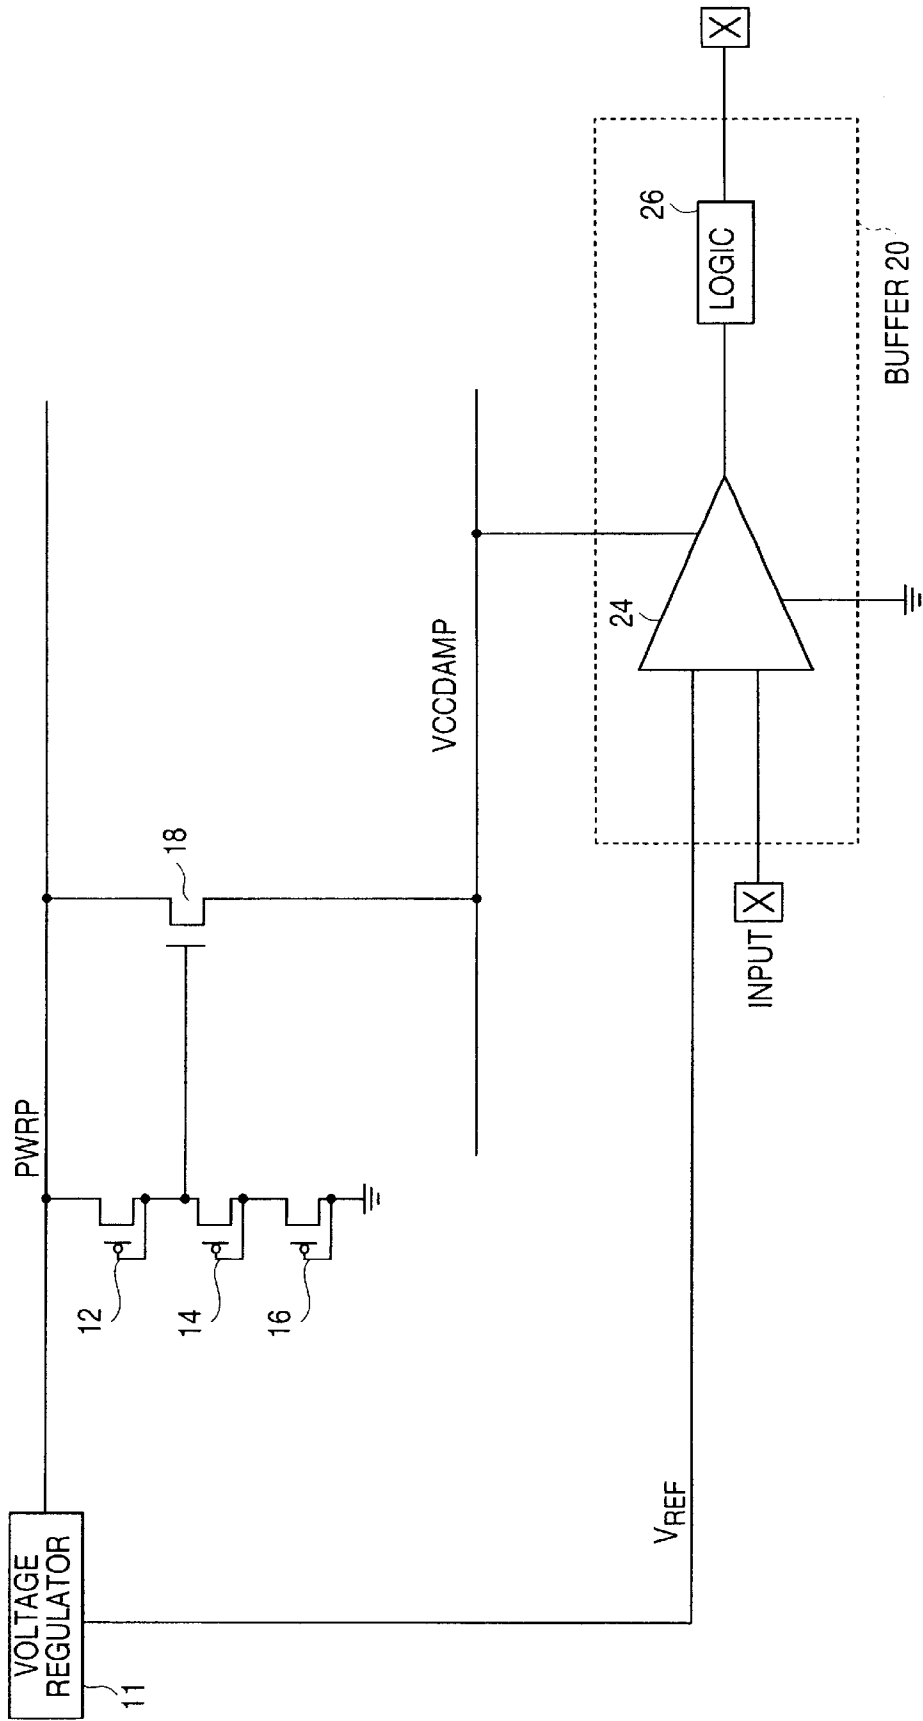 VOLTAGE
REGULATOR
11
PWRP
12
14
16
18
VCCDAMP
VREF
INPUT
X
24
26
LOGIC
X
BUFFER 20